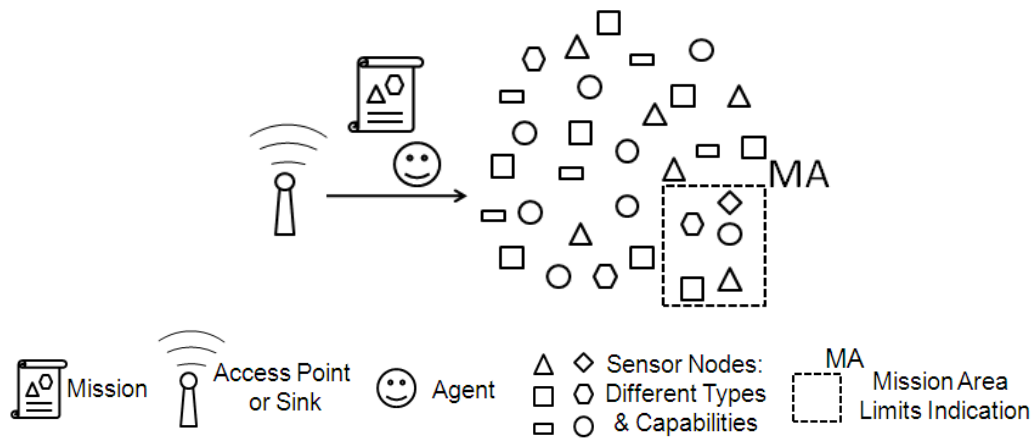 MA
Mission
Access Point
or Sink
Agent
Sensor Nodes:
Different Types
& Capabilities
MA
Mission Area
Limits Indication